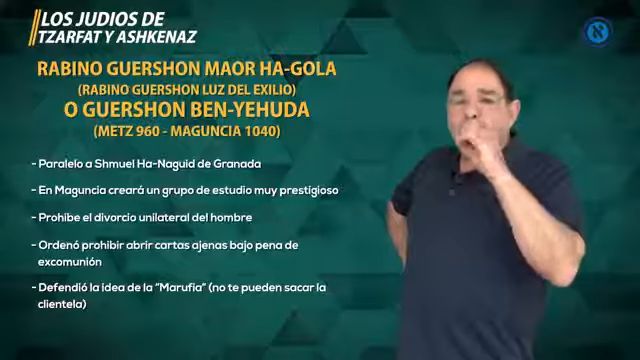 LOS JUDIOS DE
TZARFAT Y ASHKENAZ
RABINO GUERSHON MAOR HA-GOLA
(RABINO GUERSHON LUZ DEL EXILIO)
O GUERSHON BEN-YEHUDA
(METZ 960 - MAGUNCIA 1040)
- Paralelo a Shmuel Ha-Naguid de Granada
- En Maguncia creará un grupo de estudio muy prestigioso
- Prohibe el divorcio unilateral del hombre
- Ordenó prohibir abrir cartas ajenas bajo pena de
excomunión
- Defendió la idea de la "Marufia" (no te pueden sacar la
clientela)
א